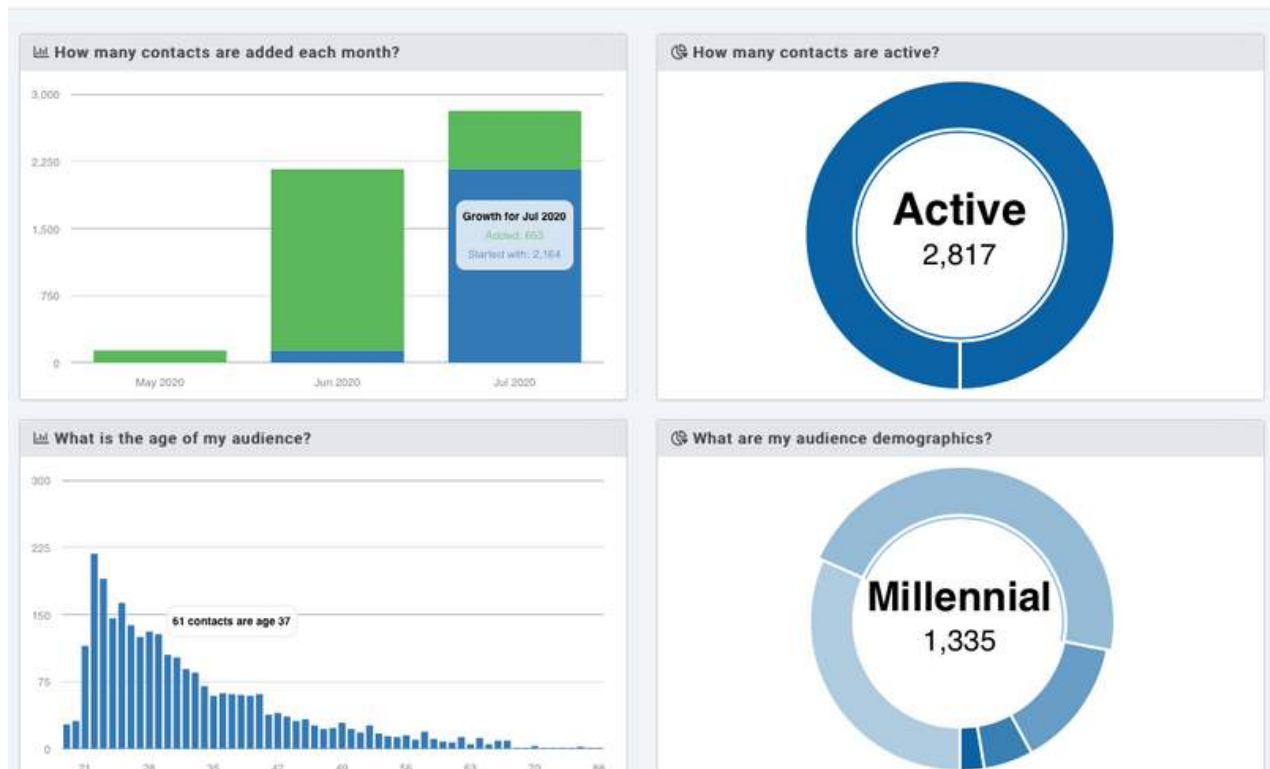 How many contacts are added each month?
3,000
2,250
1,500
750
0
Growth for Jul 2020
Added: 653
Started with: 2,164
May 2020
Jun 2020
Jul 2020
How many contacts are active?
Active
2,817
What is the age of my audience?
300
225
150
75
0
61 contacts are age 37
21
28
35
42
49
56
63
70
What are my audience demographics?
Millennial
1,335